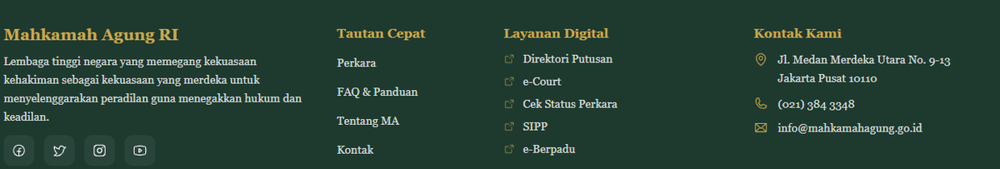 Mahkamah Agung RI
Lembaga tinggi negara yang memegang kekuasaan
kehakiman sebagai kekuasaan yang merdeka untuk
menyelenggarakan peradilan guna menegakkan hukum dan
keadilan.
Tautan Cepat
Perkara
FAQ & Panduan
Tentang MA
Kontak
Layanan Digital
Direktori Putusan
e-Court
Cek Status Perkara
SIPP
e-Berpadu
Kontak Kami
Jl. Medan Merdeka Utara No. 9-13
Jakarta Pusat 10110
(021) 384 3348
info@mahkamahagung.go.id